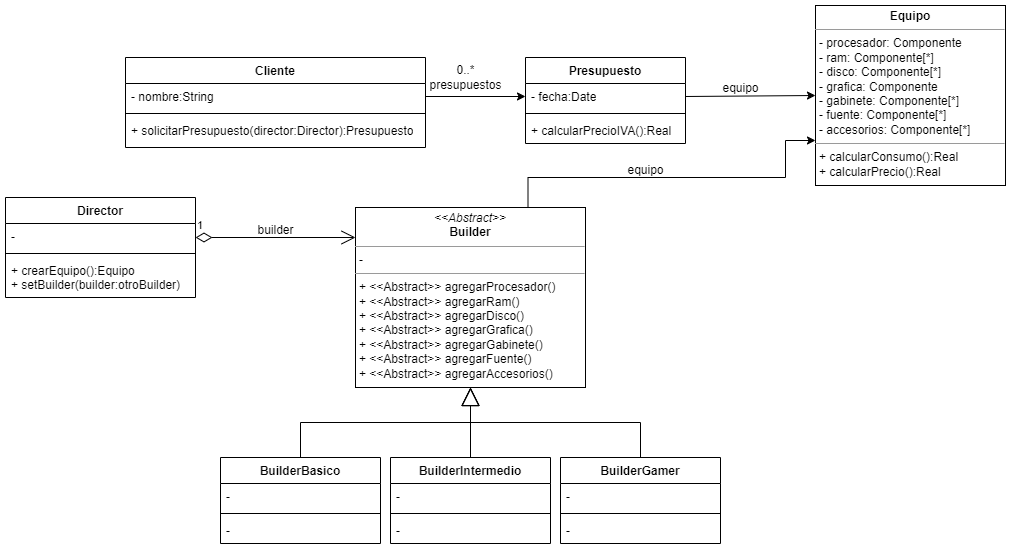 Equipo
- procesador: Componente
- ram: Componente[*]
- disco: Componente[*]
- grafica: Componente
- gabinete: Componente[*]
- fuente: Componente[*]
- accesorios: Componente[*]
+ calcularConsumo():Real
+ calcularPrecio():Real
Cliente
- nombre:String
+ solicitarPresupuesto(director:Director):Presupuesto
0..*
presupuestos
Presupuesto
- fecha:Date
+ calcularPrecioIVA():Real
equipo
equipo
Director
-
+ crearEquipo():Equipo
+ setBuilder(builder:otroBuilder)
1
builder
<<Abstract>>
Builder
-
+ <<Abstract>> agregarProcesador()
+ <<Abstract>> agregarRam()
+ <<Abstract>> agregarDisco()
+ <<Abstract>> agregarGrafica()
+ <<Abstract>> agregarGabinete()
+ <<Abstract>> agregarFuente()
+ <<Abstract>> agregarAccesorios()
BuilderBasico
-
-
BuilderIntermedio
-
-
BuilderGamer
-
-